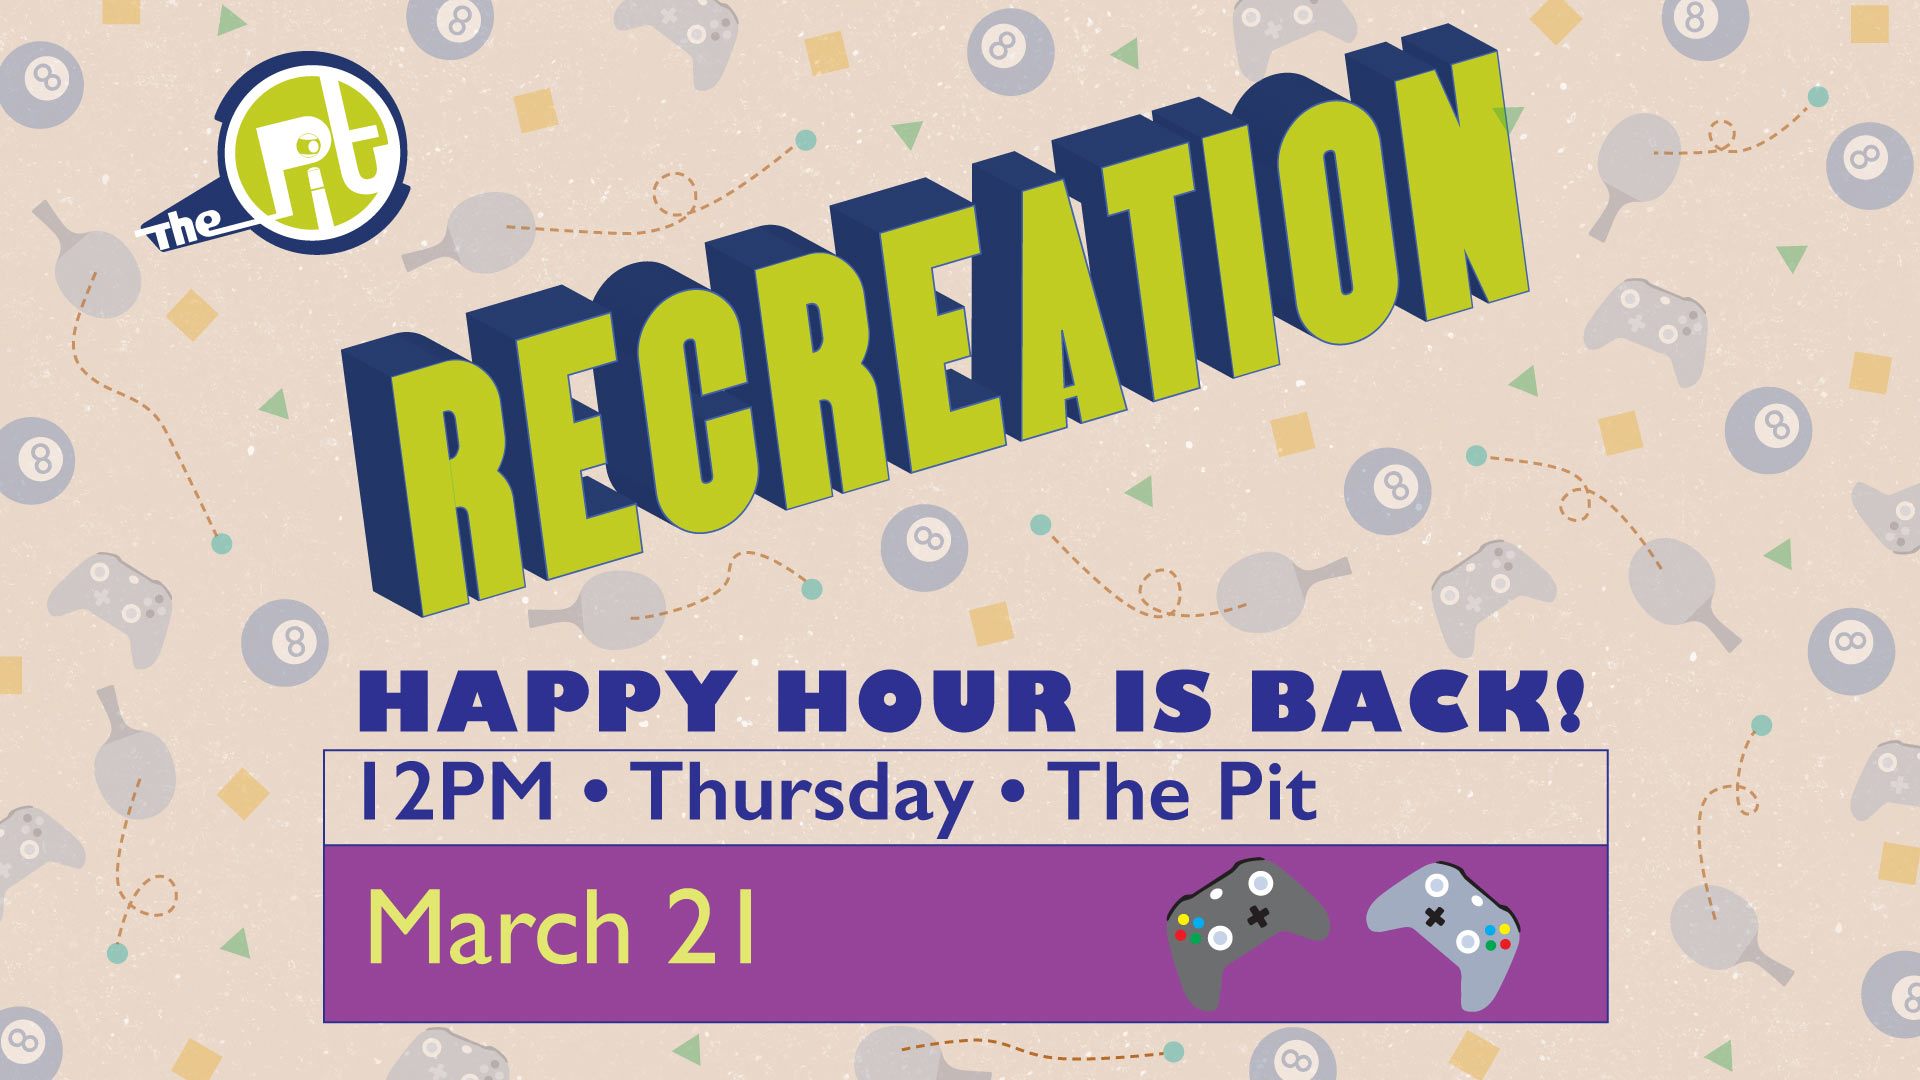 The Pit
RECREATION
HAPPY HOUR IS BACK!
12PM • Thursday • The Pit
March 21